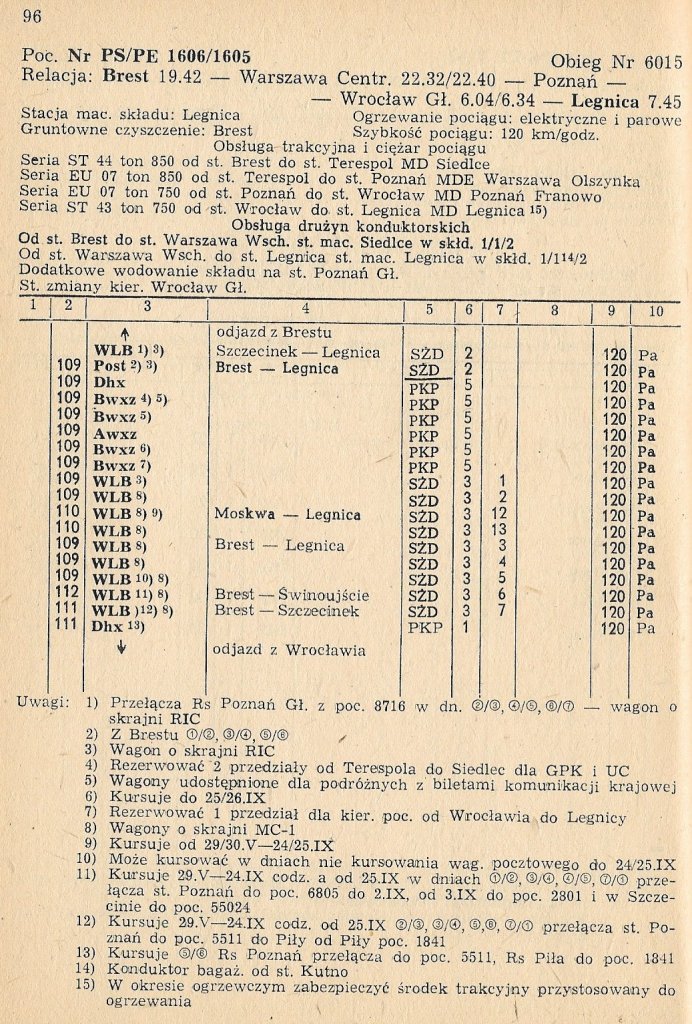 96
Poc. Nr PS/PE 1606/1605 Obieg Nr 6015
Relacja: Brest 19.42 — Warszawa Centr. 22.32/22.40 — Poznań —
— Wrocław Gł. 6.04/6.34 — Legnica 7.45
Stacja mac. składu: Legnica Ogrzewanie pociągu: elektryczne i parowe
Gruntowne czyszczenie: Brest Szybkość pociągu: 120 km/godz.
Obsługa trakcyjna i ciężar pociągu
Seria ST 44 ton 850 od st. Brest do st. Terespol MD Siedlce
Seria EU 07 ton 850 od st. Terespol do st. Poznań MDE Warszawa Olszynka
Seria EU 07 ton 750 od st. Poznań do st. Wrocław MD Poznań Franowo
Seria ST 43 ton 750 od st. Wrocław do st. Legnica MD Legnica 15)
Obsługa drużyn konduktorskich
Od st. Brest do st. Warszawa Wsch. st. mac. Siedlce w skłd. 1/1/2
Od st. Warszawa Wsch. do st. Legnica st. mac. Legnica w skłd. 1/1¹⁴/2
Dodatkowe wodowanie składu na st. Poznań Gł.
St. zmiany kier. Wrocław Gł.
1 2 3 4 5 6 7 8 9 10
odjazd z Brestu
WLB 1) 3) Szczecinek — Legnica SŻD 2 120 Pa
109 Post 2) 3) Brest — Legnica SŻD 2 120 Pa
109 Dhx PKP 5 120 Pa
109 Bwxz 4) 5) PKP 5 120 Pa
109 Bwxz 5) PKP 5 120 Pa
109 Awxz PKP 5 120 Pa
109 Bwxz 6) PKP 5 120 Pa
109 Bwxz 7) PKP 5 120 Pa
109 WLB 3) SŻD 3 1 120 Pa
109 WLB 8) SŻD 3 2 120 Pa
110 WLB 8) 9) Moskwa — Legnica SŻD 3 12 120 Pa
110 WLB 8) SŻD 3 13 120 Pa
109 WLB 8) Brest — Legnica SŻD 3 3 120 Pa
109 WLB 8) SŻD 3 4 120 Pa
109 WLB 10) 8) SŻD 3 5 120 Pa
112 WLB 11) 8) Brest — Świnoujście SŻD 3 6 120 Pa
111 WLB )12) 8) Brest — Szczecinek SŻD 3 7 120 Pa
111 Dhx 13) PKP 1 120 Pa
odjazd z Wrocławia
Uwagi: 1) Przełącza Rs Poznań Gł. z poc. 8716 w dn. ②/③, ④/⑤, ⑥/⑦ — wagon o
skrajni RIC
2) Z Brestu ①/②, ③/④, ⑤/⑥
3) Wagon o skrajni RIC
4) Rezerwować 2 przedziały od Terespola do Siedlec dla GPK i UC
5) Wagony udostępnione dla podróżnych z biletami komunikacji krajowej
6) Kursuje do 25/26.IX
7) Rezerwować 1 przedział dla kier. poc. od Wrocławia do Legnicy
8) Wagony o skrajni MC-1
9) Kursuje od 29/30.V—24/25.IX
10) Może kursować w dniach nie kursowania wag. pocztowego do 24/25.IX
11) Kursuje 29.V—24.IX codz. a od 25.IX w dniach ①/②, ③/④, ④/⑤, ⑦/① prze-
łącza st. Poznań do poc. 6805 do 2.IX, od 3.IX do poc. 2801 i w Szcze-
cinie do poc. 55024
12) Kursuje 29.V—24.IX codz. od 25.IX ②/③, ③/④, ⑤,⑥, ⑦/① przełącza st. Po-
znań do poc. 5511 do Piły od Piły poc. 1841
13) Kursuje ⑤/⑥ Rs Poznań przełącza do poc. 5511, Rs Piła do poc. 1841
14) Konduktor bagaż. od st. Kutno
15) W okresie ogrzewczym zabezpieczyć środek trakcyjny przystosowany do
ogrzewania